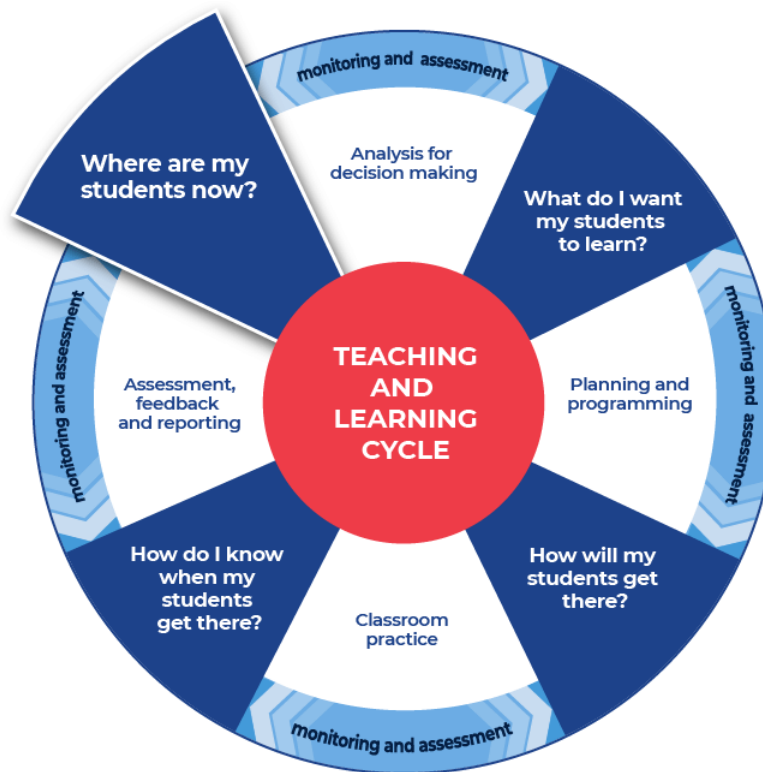 monitoring and assessment
Where are my
students now?
Analysis for
decision making
What do I want
my students
to learn?
monitoring and assessment
Planning and
programming
How will my
students get
there?
monitoring and assessment
Classroom
practice
How do I know
when my
students
get there?
monitoring and assessment
Assessment,
feedback
and reporting
TEACHING
AND
LEARNING
CYCLE